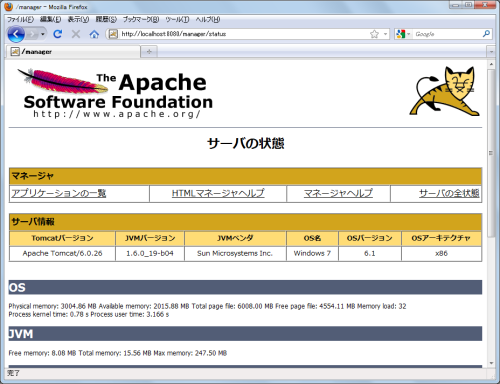 /manager - Mozilla Firefox
ファイル(F) 編集(E) 表示(V) 履歴(S) ブックマーク(B) ツール(T) ヘルプ(H)
http://localhost:8080/manager/status
Google
/manager
The Apache
Software Foundation
http://www.apache.org/
サーバの状態
マネージャ
アプリケーションの一覧 HTMLマネージャヘルプ マネージャヘルプ サーバの全状態
サーバ情報
Tomcatバージョン JVMバージョン JVMベンダ OS名 OSバージョン OSアーキテクチャ
Apache Tomcat/6.0.26 1.6.0_19-b04 Sun Microsystems Inc. Windows 7 6.1 x86
OS
Physical memory: 3004.86 MB Available memory: 2015.88 MB Total page file: 6008.00 MB Free page file: 4554.11 MB Memory load: 32
Process kernel time: 0.78 s Process user time: 3.166 s
JVM
Free memory: 8.08 MB Total memory: 15.56 MB Max memory: 247.50 MB
完了